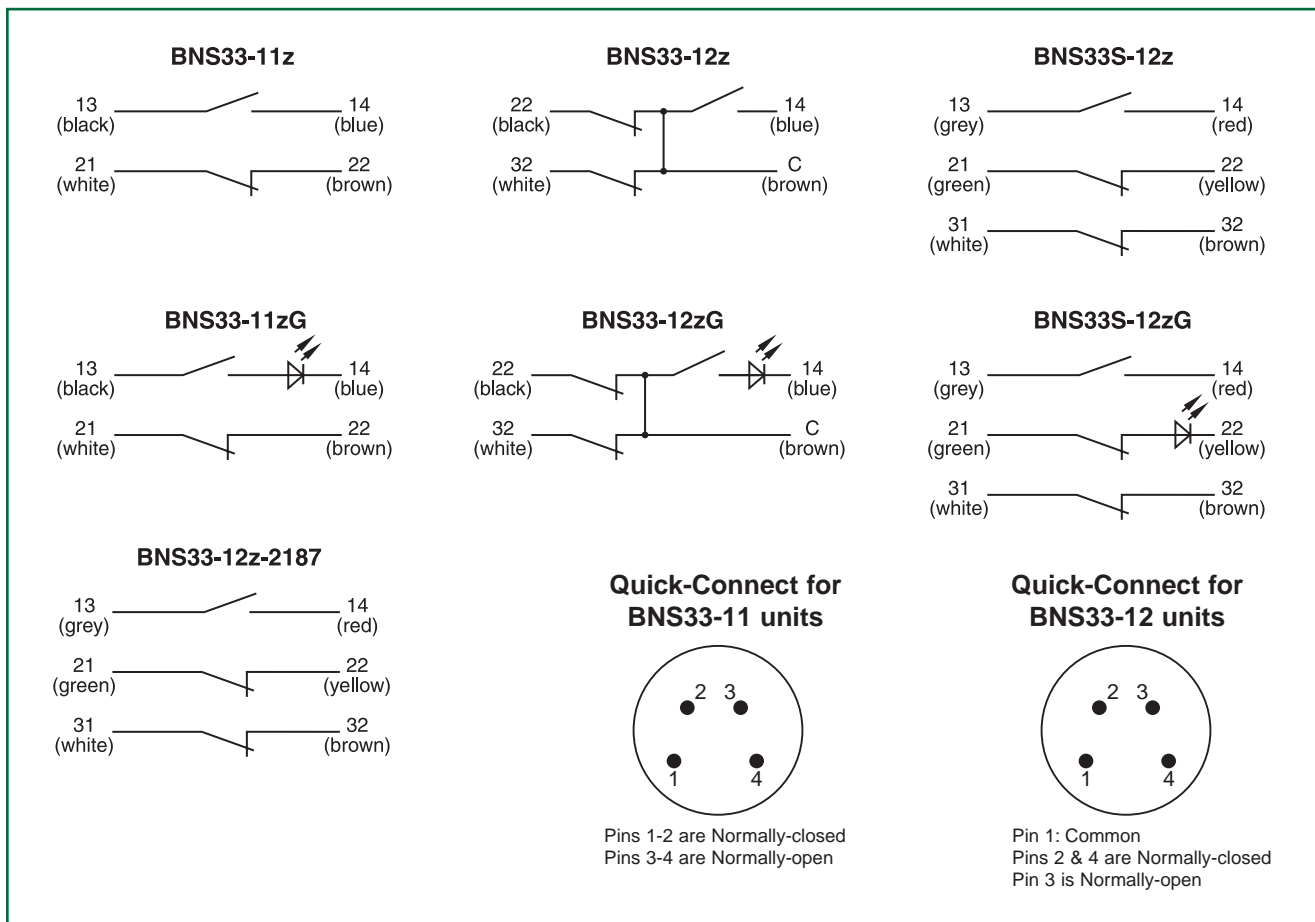 BNS33-11z
13 14
(black) (blue)
21 22
(white) (brown)
BNS33-12z
22 14
(black) (blue)
32 C
(white) (brown)
BNS33S-12z
13 14
(grey) (red)
21 22
(green) (yellow)
31 32
(white) (brown)
BNS33-11zG
13 14
(black) (blue)
21 22
(white) (brown)
BNS33-12zG
22 14
(black) (blue)
32 C
(white) (brown)
BNS33S-12zG
13 14
(grey) (red)
21 22
(green) (yellow)
31 32
(white) (brown)
BNS33-12z-2187
13 14
(grey) (red)
21 22
(green) (yellow)
31 32
(white) (brown)
Quick-Connect for
BNS33-11 units
2 3
1 4
Pins 1-2 are Normally-closed
Pins 3-4 are Normally-open
Quick-Connect for
BNS33-12 units
2 3
1 4
Pin 1: Common
Pins 2 & 4 are Normally-closed
Pin 3 is Normally-open